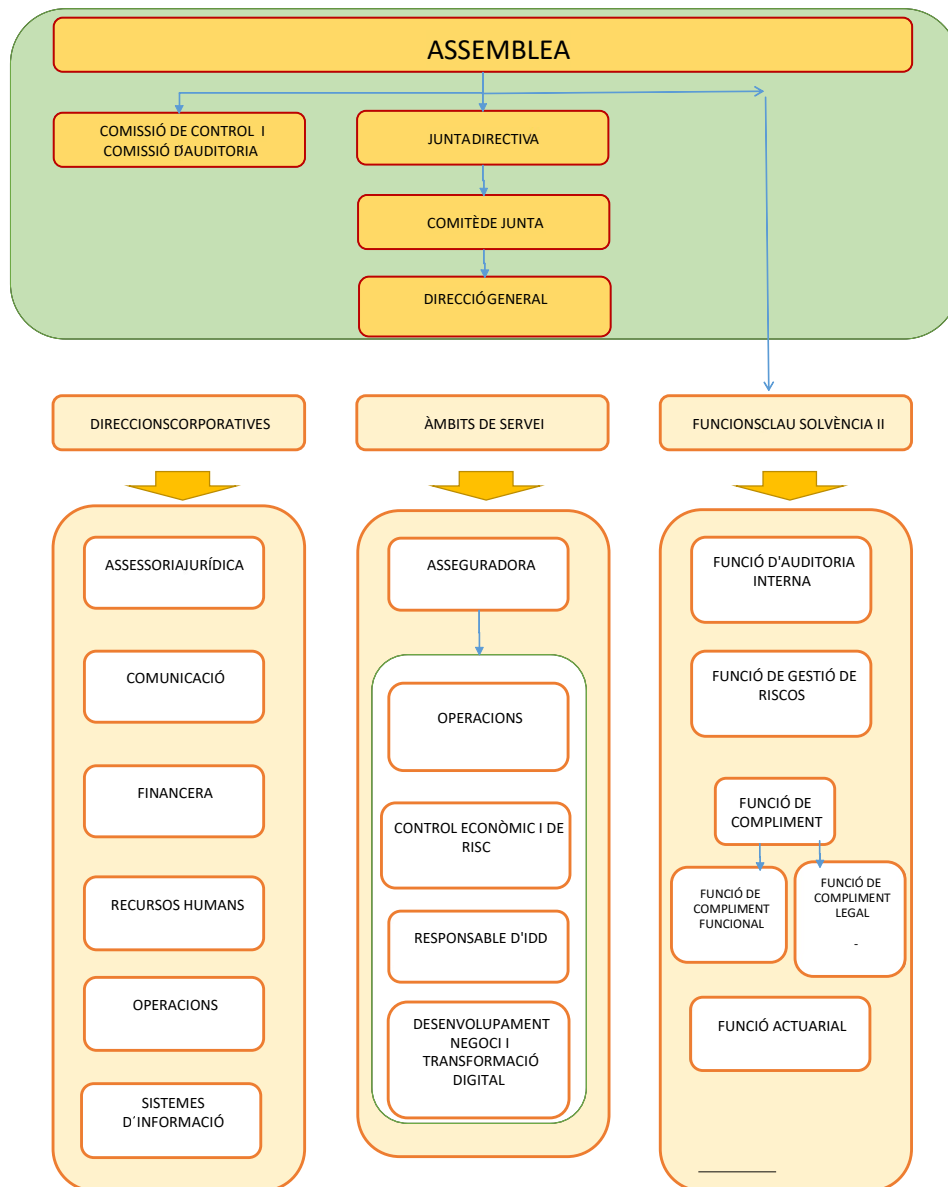 ASSEMBLEA
COMISSIÓ DE CONTROL I
COMISSIÓ D'AUDITORIA
JUNTA DIRECTIVA
COMITÈ DE JUNTA
DIRECCIÓ GENERAL
DIRECCIONS CORPORATIVES
ASSESSORIA JURÍDICA
COMUNICACIÓ
FINANCERA
RECURSOS HUMANS
OPERACIONS
SISTEMES
D´INFORMACIÓ
ÀMBITS DE SERVEI
ASSEGURADORA
OPERACIONS
CONTROL ECONÒMIC I DE
RISC
RESPONSABLE D'IDD
DESENVOLUPAMENT
NEGOCI I
TRANSFORMACIÓ
DIGITAL
FUNCIONS CLAU SOLVÈNCIA II
FUNCIÓ D'AUDITORIA
INTERNA
FUNCIÓ DE GESTIÓ DE
RISCOS
FUNCIÓ DE
COMPLIMENT
FUNCIÓ DE
COMPLIMENT
FUNCIONAL
FUNCIÓ DE
COMPLIMENT
LEGAL
-
FUNCIÓ ACTUARIAL